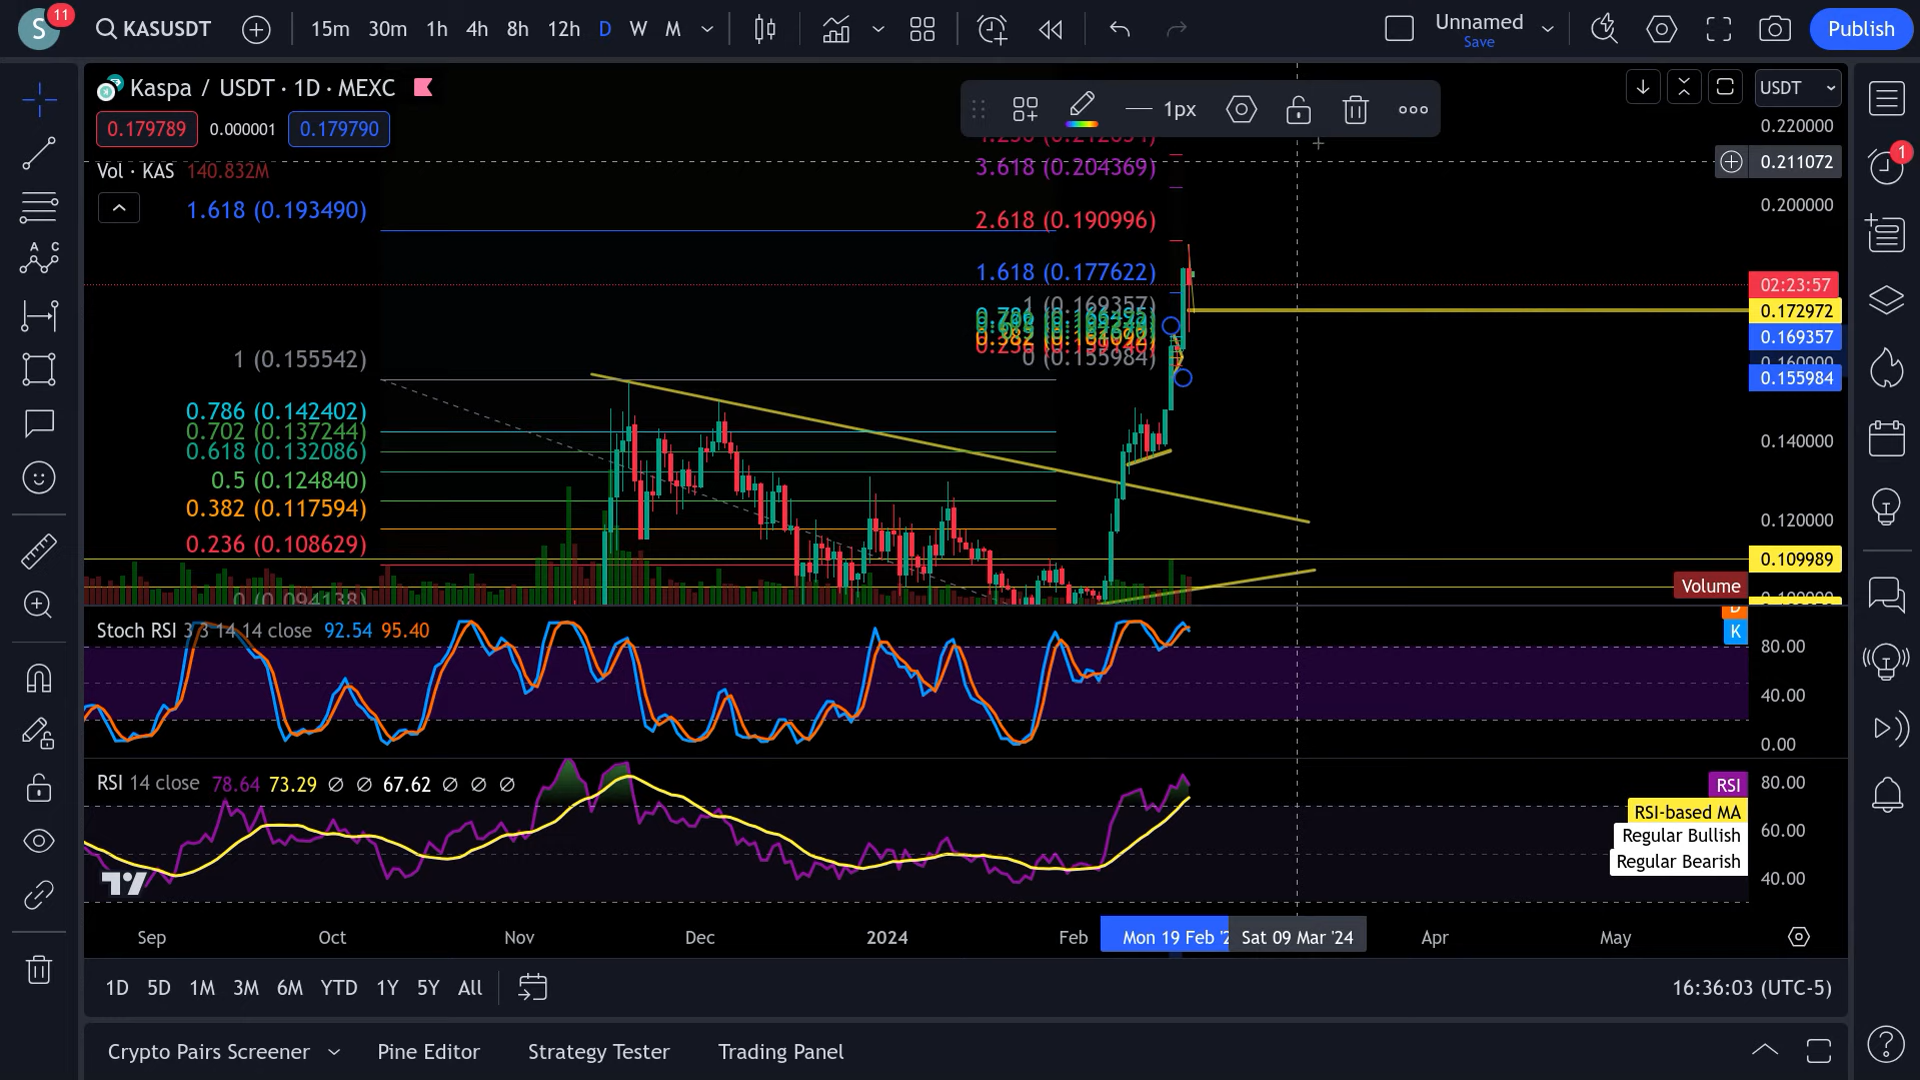 S 11 KASUSDT 15m 30m 1h 4h 8h 12h D W M Unnamed Save Publish
Kaspa / USDT · 1D · MEXC
1px
USDT
0.179789 0.000001 0.179790
Vol · KAS 140.832M
1.618 (0.193490)
1 (0.155542)
0.786 (0.142402)
0.702 (0.137244)
0.618 (0.132086)
0.5 (0.124840)
0.382 (0.117594)
0.236 (0.108629)
0 (0.094138)
3.618 (0.204369)
2.618 (0.190996)
1.618 (0.177622)
1 (0.169357)
0 (0.155984)
0.220000
0.211072
1
0.200000
02:23:57
0.172972
0.169357
0.160000
0.155984
0.140000
0.120000
0.109989
Volume
Stoch RSI 3 3 14 14 close 92.54 95.40
D
K
80.00
40.00
0.00
RSI 14 close 78.64 73.29 ∅ ∅ 67.62 ∅ ∅ ∅
RSI
80.00
RSI-based MA
60.00
Regular Bullish
Regular Bearish
40.00
Sep Oct Nov Dec 2024 Feb Mon 19 Feb '2 Sat 09 Mar '24 Apr May
1D 5D 1M 3M 6M YTD 1Y 5Y All 16:36:03 (UTC-5)
Crypto Pairs Screener Pine Editor Strategy Tester Trading Panel